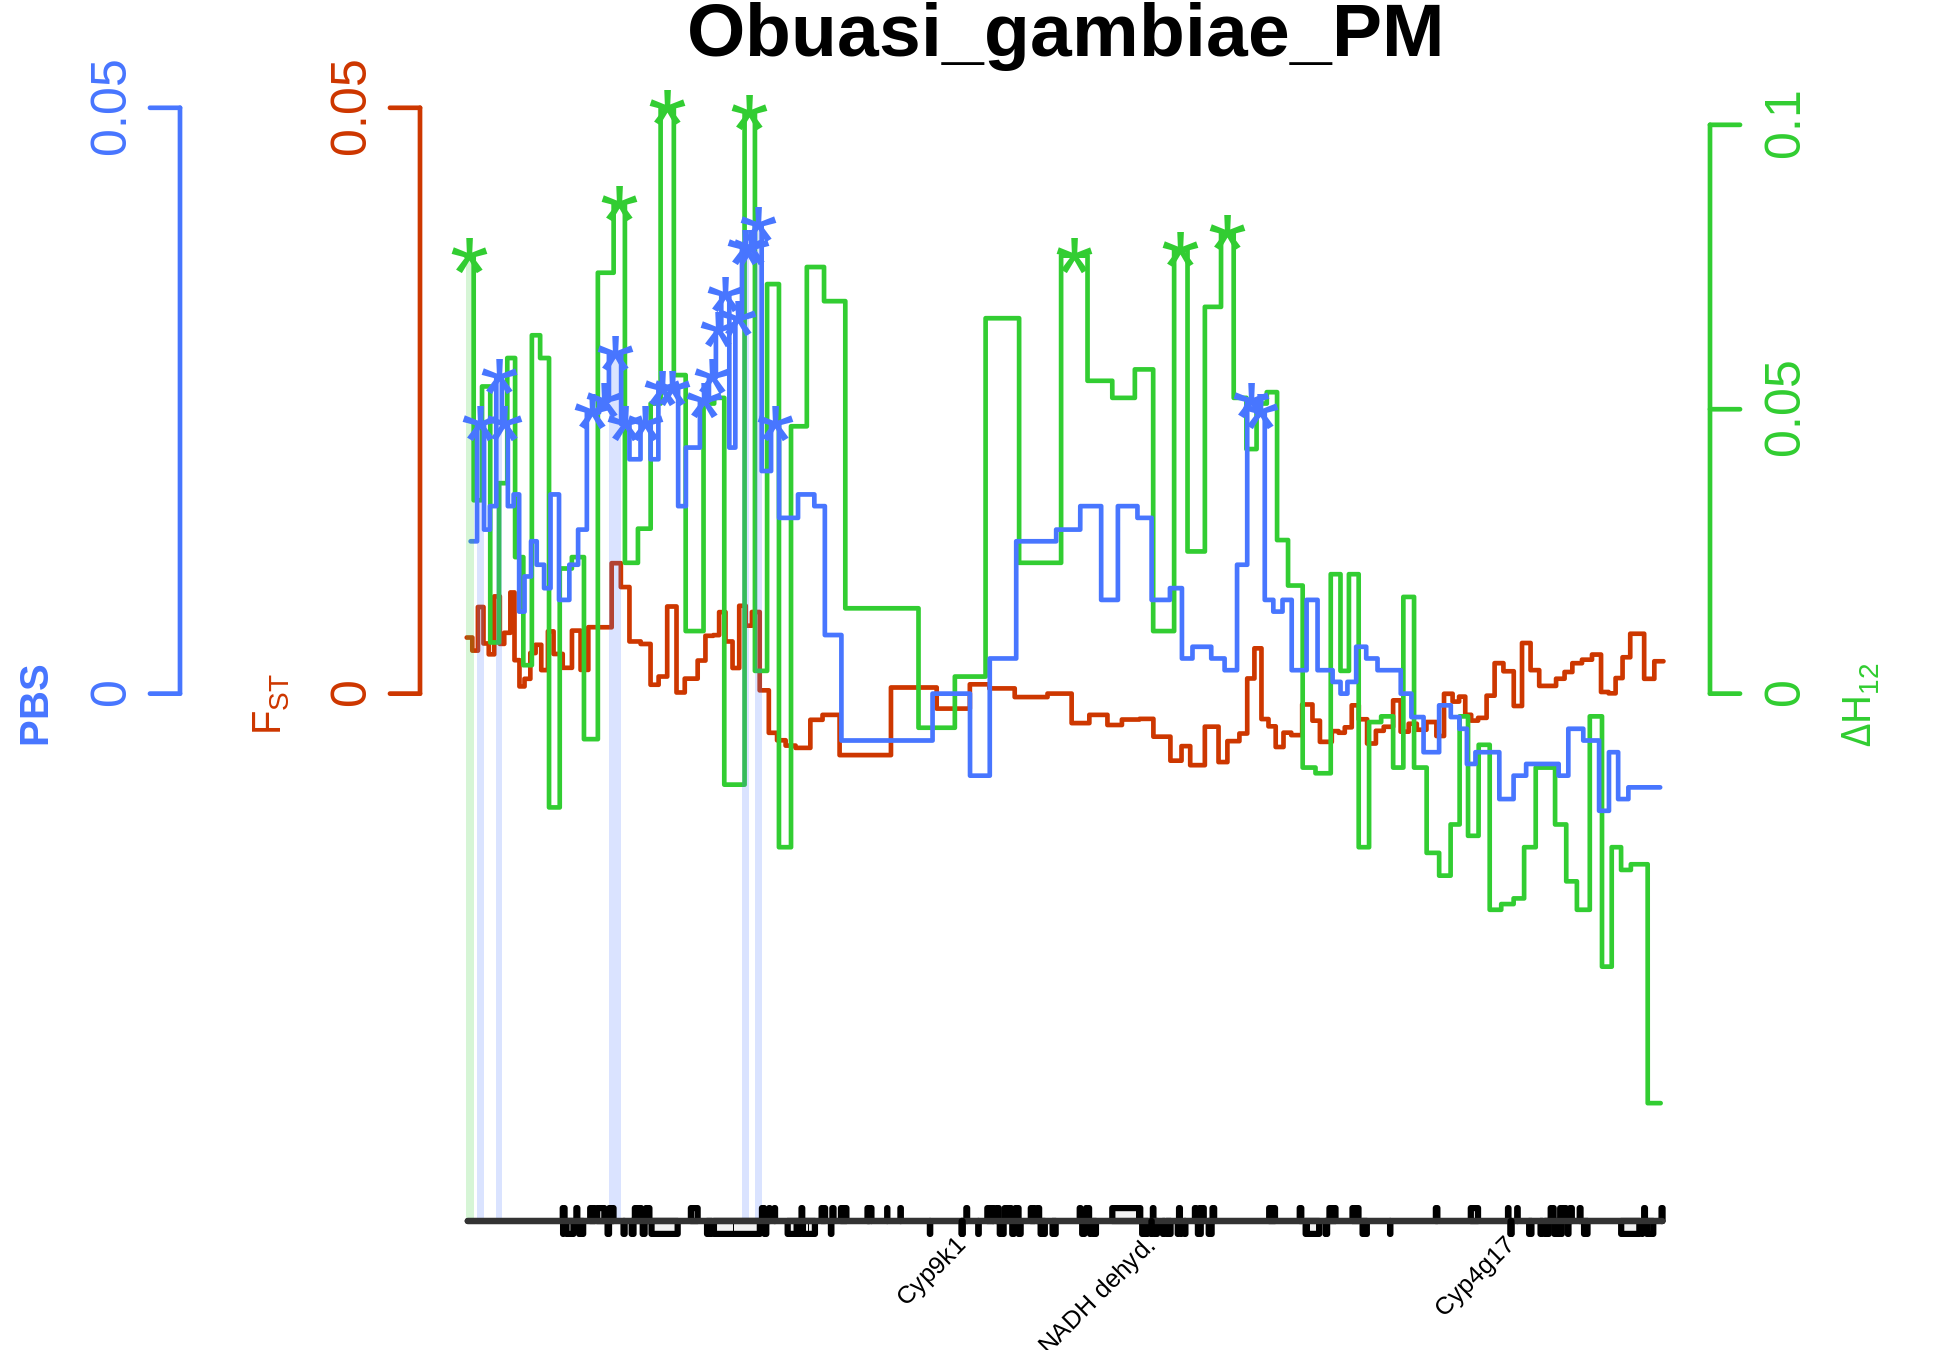 Obuasi_gambiae_PM
0.05
0
PBS
0.05
0
FST
0.1
0.05
0
ΔH12
Cyp9k1
NADH dehyd.
Cyp4g17